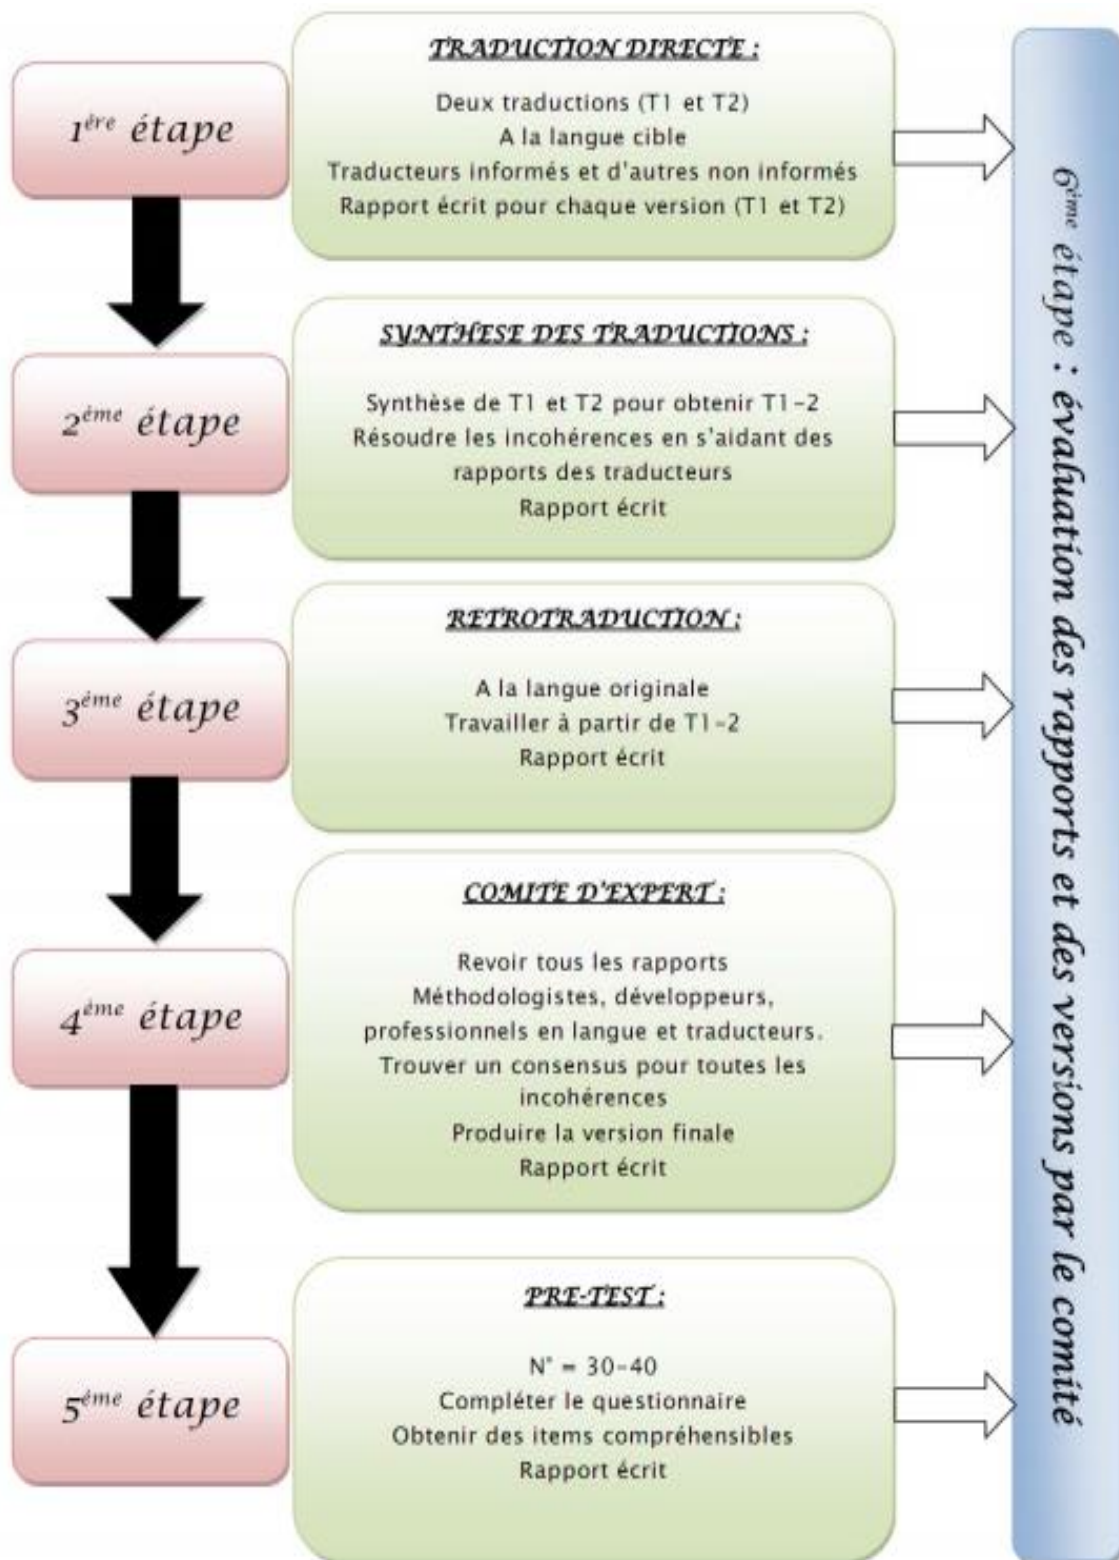 1ère étape
TRADUCTION DIRECTE :
Deux traductions (T1 et T2)
A la langue cible
Traducteurs informés et d'autres non informés
Rapport écrit pour chaque version (T1 et T2)
2éme étape
SYNTHESE DES TRADUCTIONS :
Synthèse de T1 et T2 pour obtenir T1-2
Résoudre les incohérences en s'aidant des
rapports des traducteurs
Rapport écrit
3éme étape
RETROTRADUCTION :
A la langue originale
Travailler à partir de T1-2
Rapport écrit
4éme étape
COMITE D'EXPERT :
Revoir tous les rapports
Méthodologistes, développeurs,
professionnels en langue et traducteurs.
Trouver un consensus pour toutes les
incohérences
Produire la version finale
Rapport écrit
5éme étape
PRE-TEST :
N° = 30-40
Compléter le questionnaire
Obtenir des items compréhensibles
Rapport écrit
6ème étape : évaluation des rapports et des versions par le comité